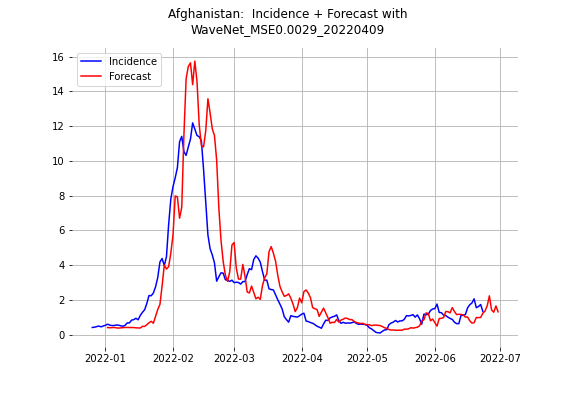 Afghanistan:  Incidence + Forecast with
WaveNet_MSE0.0029_20220409
Incidence
Forecast
16
14
12
10
8
6
4
2
0
2022-01 2022-02 2022-03 2022-04 2022-05 2022-06 2022-07